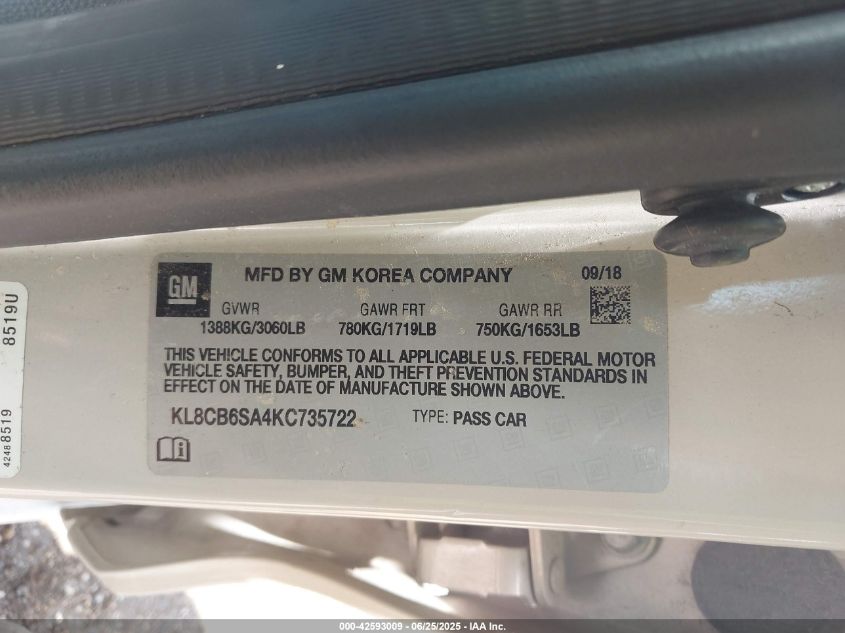 GM
MFD BY GM KOREA COMPANY 09/18
GVWR GAWR FRT GAWR RR
1388KG/3060LB 780KG/1719LB 750KG/1653LB
THIS VEHICLE CONFORMS TO ALL APPLICABLE U.S. FEDERAL MOTOR
VEHICLE SAFETY, BUMPER, AND THEFT PREVENTION STANDARDS IN
EFFECT ON THE DATE OF MANUFACTURE SHOWN ABOVE.
KL8CB6SA4KC735722 TYPE: PASS CAR
8519U
42488519
000-42593009 - 06/25/2025 - IAA Inc.